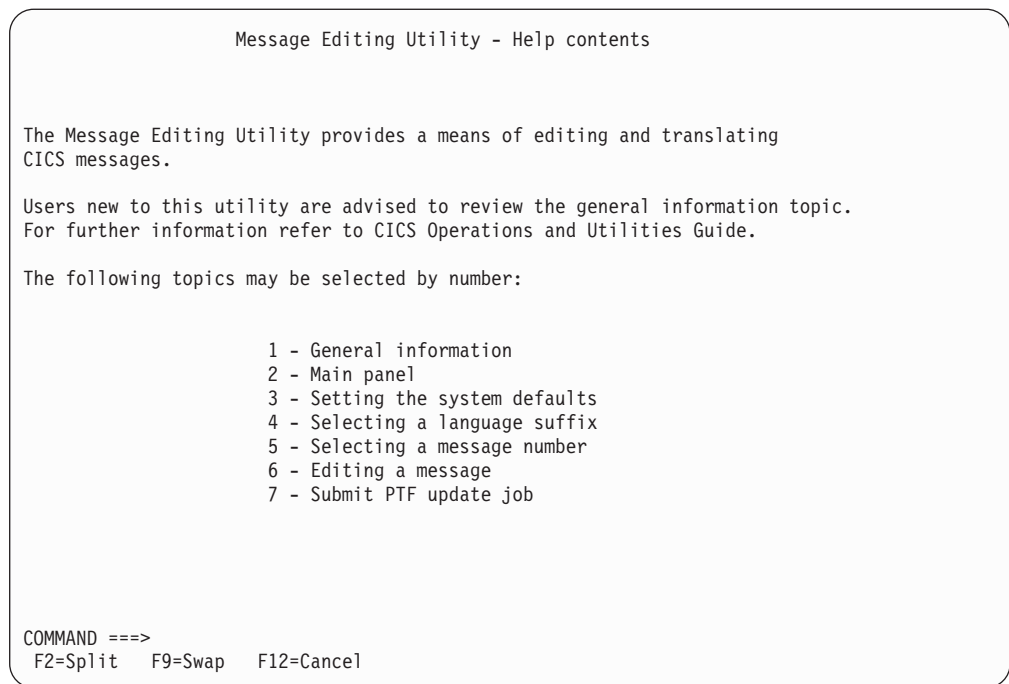 Message Editing Utility - Help contents
The Message Editing Utility provides a means of editing and translating
CICS messages.
Users new to this utility are advised to review the general information topic.
For further information refer to CICS Operations and Utilities Guide.
The following topics may be selected by number:
1 - General information
2 - Main panel
3 - Setting the system defaults
4 - Selecting a language suffix
5 - Selecting a message number
6 - Editing a message
7 - Submit PTF update job
COMMAND ===>
F2=Split F9=Swap F12=Cancel